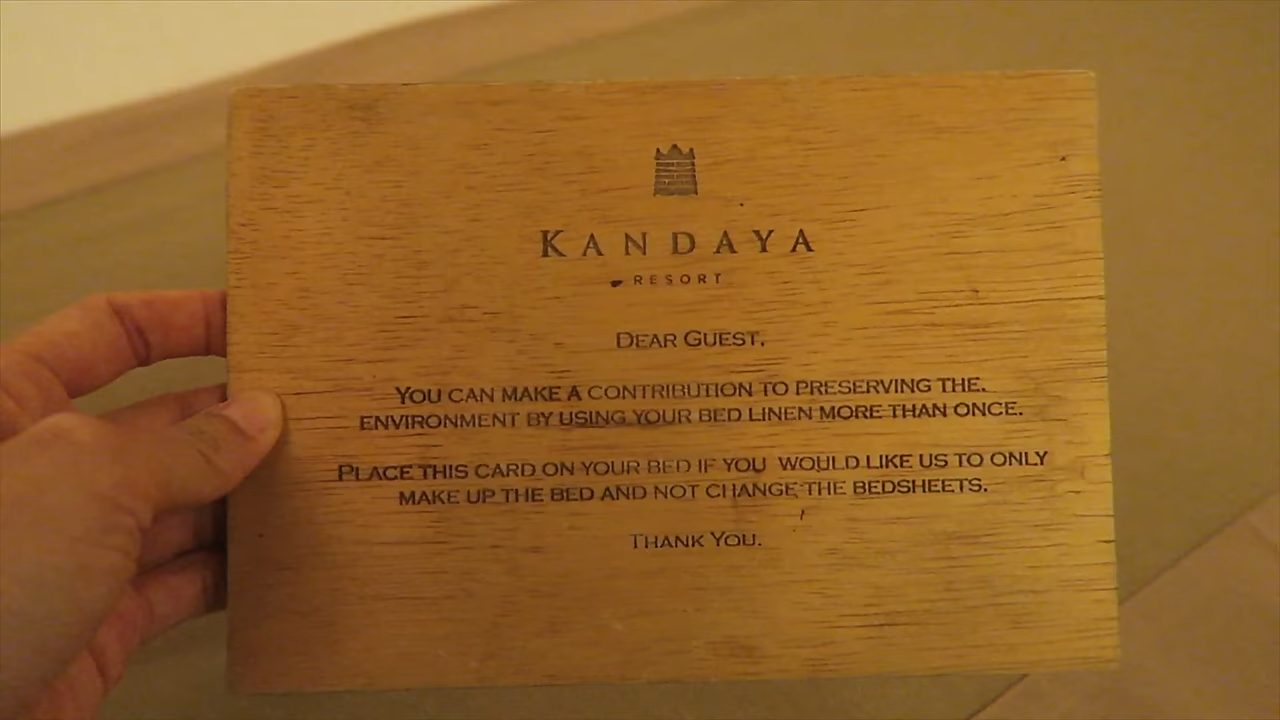 KANDAYA
RESORT
DEAR GUEST,
YOU CAN MAKE A CONTRIBUTION TO PRESERVING THE.
ENVIRONMENT BY USING YOUR BED LINEN MORE THAN ONCE.
PLACE THIS CARD ON YOUR BED IF YOU WOULD LIKE US TO ONLY
MAKE UP THE BED AND NOT CHANGE THE BEDSHEETS.
THANK YOU.